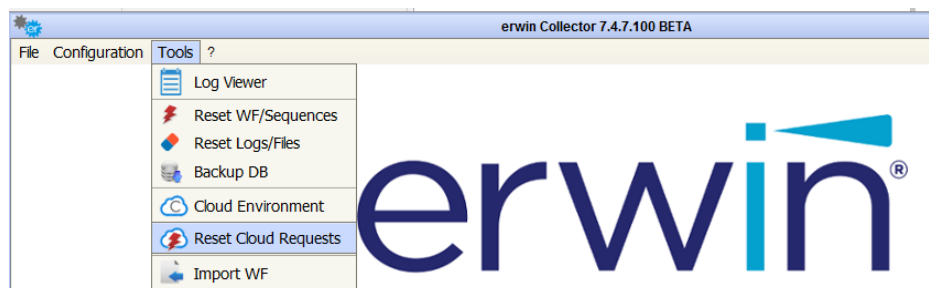 erwin Collector 7.4.7.100 BETA
File Configuration Tools ?
Log Viewer
Reset WF/Sequences
Reset Logs/Files
Backup DB
Cloud Environment
Reset Cloud Requests
Import WF
erwin®